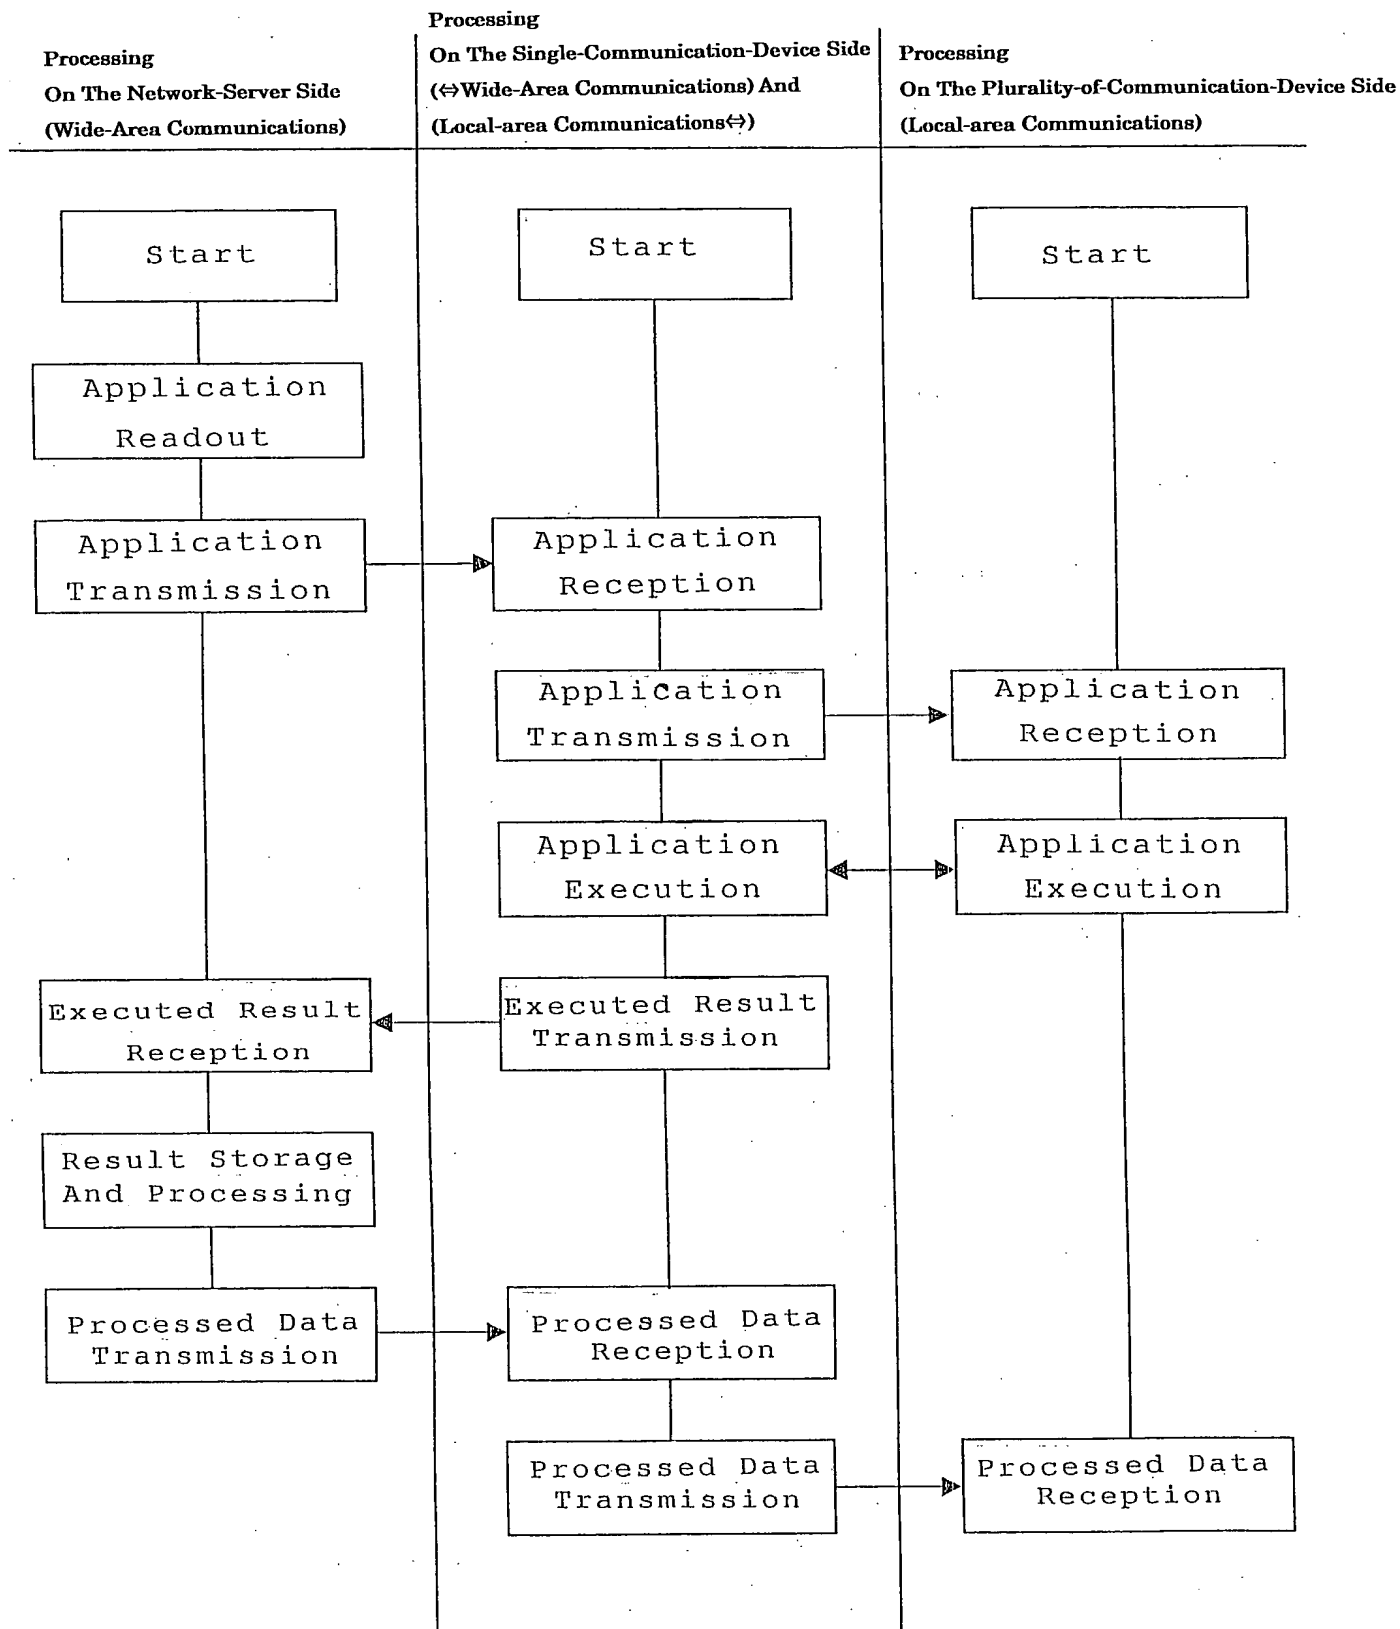 Processing
On The Network-Server Side
(Wide-Area Communications)
Processing
On The Single-Communication-Device Side
(⇔Wide-Area Communications) And
(Local-area Communications⇔)
Processing
On The Plurality-of-Communication-Device Side
(Local-area Communications)
Start
Start
Start
Application
Readout
Application
Transmission
Application
Reception
Application
Transmission
Application
Reception
Application
Execution
Application
Execution
Executed Result
Reception
Executed Result
Transmission
Result Storage
And Processing
Processed Data
Transmission
Processed Data
Reception
Processed Data
Transmission
Processed Data
Reception